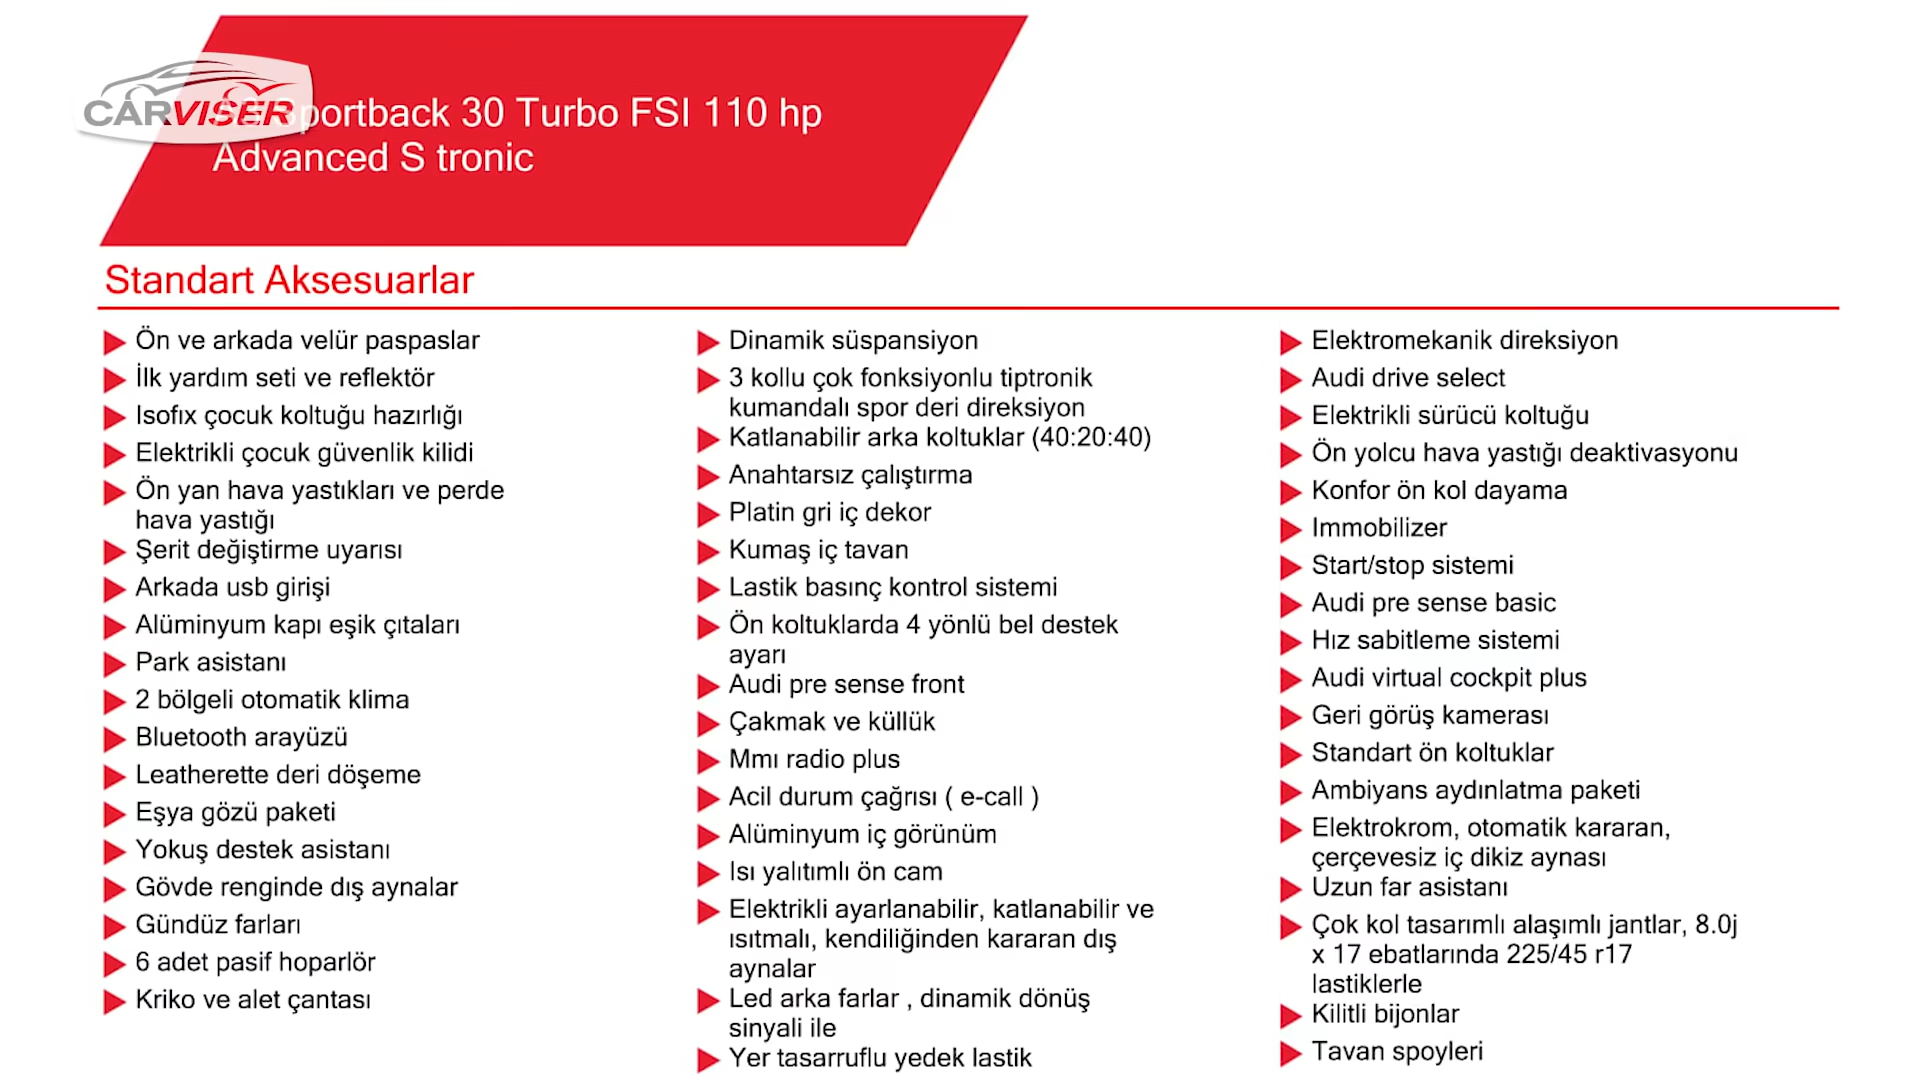 CARVISER
Sportback 30 Turbo FSI 110 hp
Advanced S tronic
Standart Aksesuarlar
Ön ve arkada velür paspaslar
İlk yardım seti ve reflektör
Isofıx çocuk koltuğu hazırlığı
Elektrikli çocuk güvenlik kilidi
Ön yan hava yastıkları ve perde
hava yastığı
Şerit değiştirme uyarısı
Arkada usb girişi
Alüminyum kapı eşik çıtaları
Park asistanı
2 bölgeli otomatik klima
Bluetooth arayüzü
Leatherette deri döşeme
Eşya gözü paketi
Yokuş destek asistanı
Gövde renginde dış aynalar
Gündüz farları
6 adet pasif hoparlör
Kriko ve alet çantası
Dinamik süspansiyon
3 kollu çok fonksiyonlu tiptronik
kumandalı spor deri direksiyon
Katlanabilir arka koltuklar (40:20:40)
Anahtarsız çalıştırma
Platin gri iç dekor
Kumaş iç tavan
Lastik basınç kontrol sistemi
Ön koltuklarda 4 yönlü bel destek
ayarı
Audi pre sense front
Çakmak ve küllük
Mmı radio plus
Acil durum çağrısı ( e-call )
Alüminyum iç görünüm
Isı yalıtımlı ön cam
Elektrikli ayarlanabilir, katlanabilir ve
ısıtmalı, kendiliğinden kararan dış
aynalar
Led arka farlar , dinamik dönüş
sinyali ile
Yer tasarruflu yedek lastik
Elektromekanik direksiyon
Audi drive select
Elektrikli sürücü koltuğu
Ön yolcu hava yastığı deaktivasyonu
Konfor ön kol dayama
Immobilizer
Start/stop sistemi
Audi pre sense basic
Hız sabitleme sistemi
Audi virtual cockpit plus
Geri görüş kamerası
Standart ön koltuklar
Ambiyans aydınlatma paketi
Elektrokrom, otomatik kararan,
çerçevesiz iç dikiz aynası
Uzun far asistanı
Çok kol tasarımlı alaşımlı jantlar, 8.0j
x 17 ebatlarında 225/45 r17
lastiklerle
Kilitli bijonlar
Tavan spoyleri